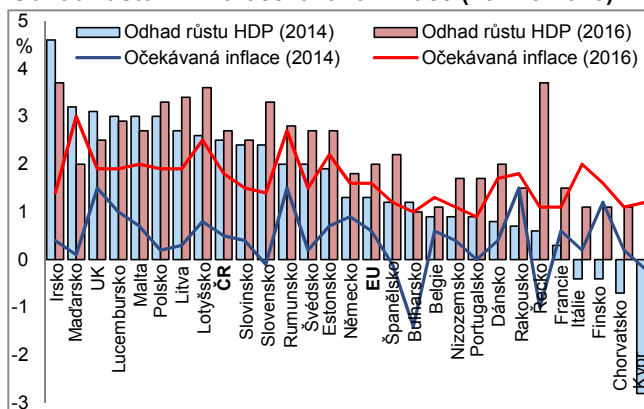 5
%
4
3
2
1
0
-1
-2
-3
Odhad růstu HDP (2014)
Odhad růstu HDP (2016)
Očekávaná inflace (2014)
Očekávaná inflace (2016)
Irsko
Maďarsko
UK
Lucembursko
Malta
Polsko
Litva
Lotyšsko
ČR
Slovinsko
Slovensko
Rumunsko
Švédsko
Estonsko
Německo
EU
Španělsko
Bulharsko
Belgie
Nizozemsko
Portugalsko
Dánsko
Rakousko
Řecko
Francie
Itálie
Finsko
Chorvatsko
Kypr